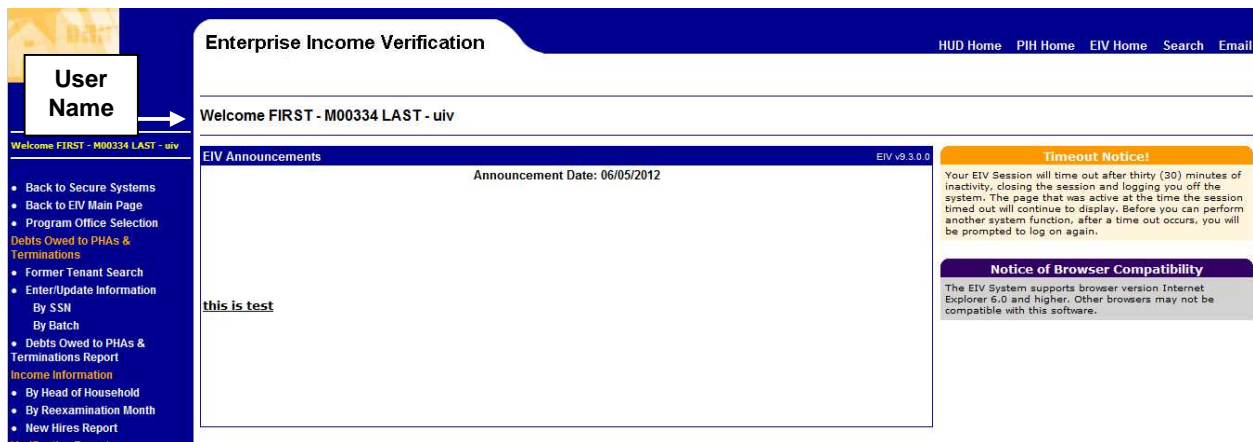 Enterprise Income Verification
HUD Home PIH Home EIV Home Search Email
User
Name
Welcome FIRST - M00334 LAST - uiv
Welcome FIRST - M00334 LAST - uiv
• Back to Secure Systems
• Back to EIV Main Page
• Program Office Selection
Debts Owed to PHAs &
Terminations
• Former Tenant Search
• Enter/Update Information
By SSN
By Batch
• Debts Owed to PHAs &
Terminations Report
Income Information
• By Head of Household
• By Reexamination Month
• New Hires Report
EIV Announcements EIV v9.3.0.0
Announcement Date: 06/05/2012
this is test
Timeout Notice!
Your EIV Session will time out after thirty (30) minutes of
inactivity, closing the session and logging you off the
system. The page that was active at the time the session
timed out will continue to display. Before you can perform
another system function, after a time out occurs, you will
be prompted to log on again.
Notice of Browser Compatibility
The EIV System supports browser version Internet
Explorer 6.0 and higher. Other browsers may not be
compatible with this software.